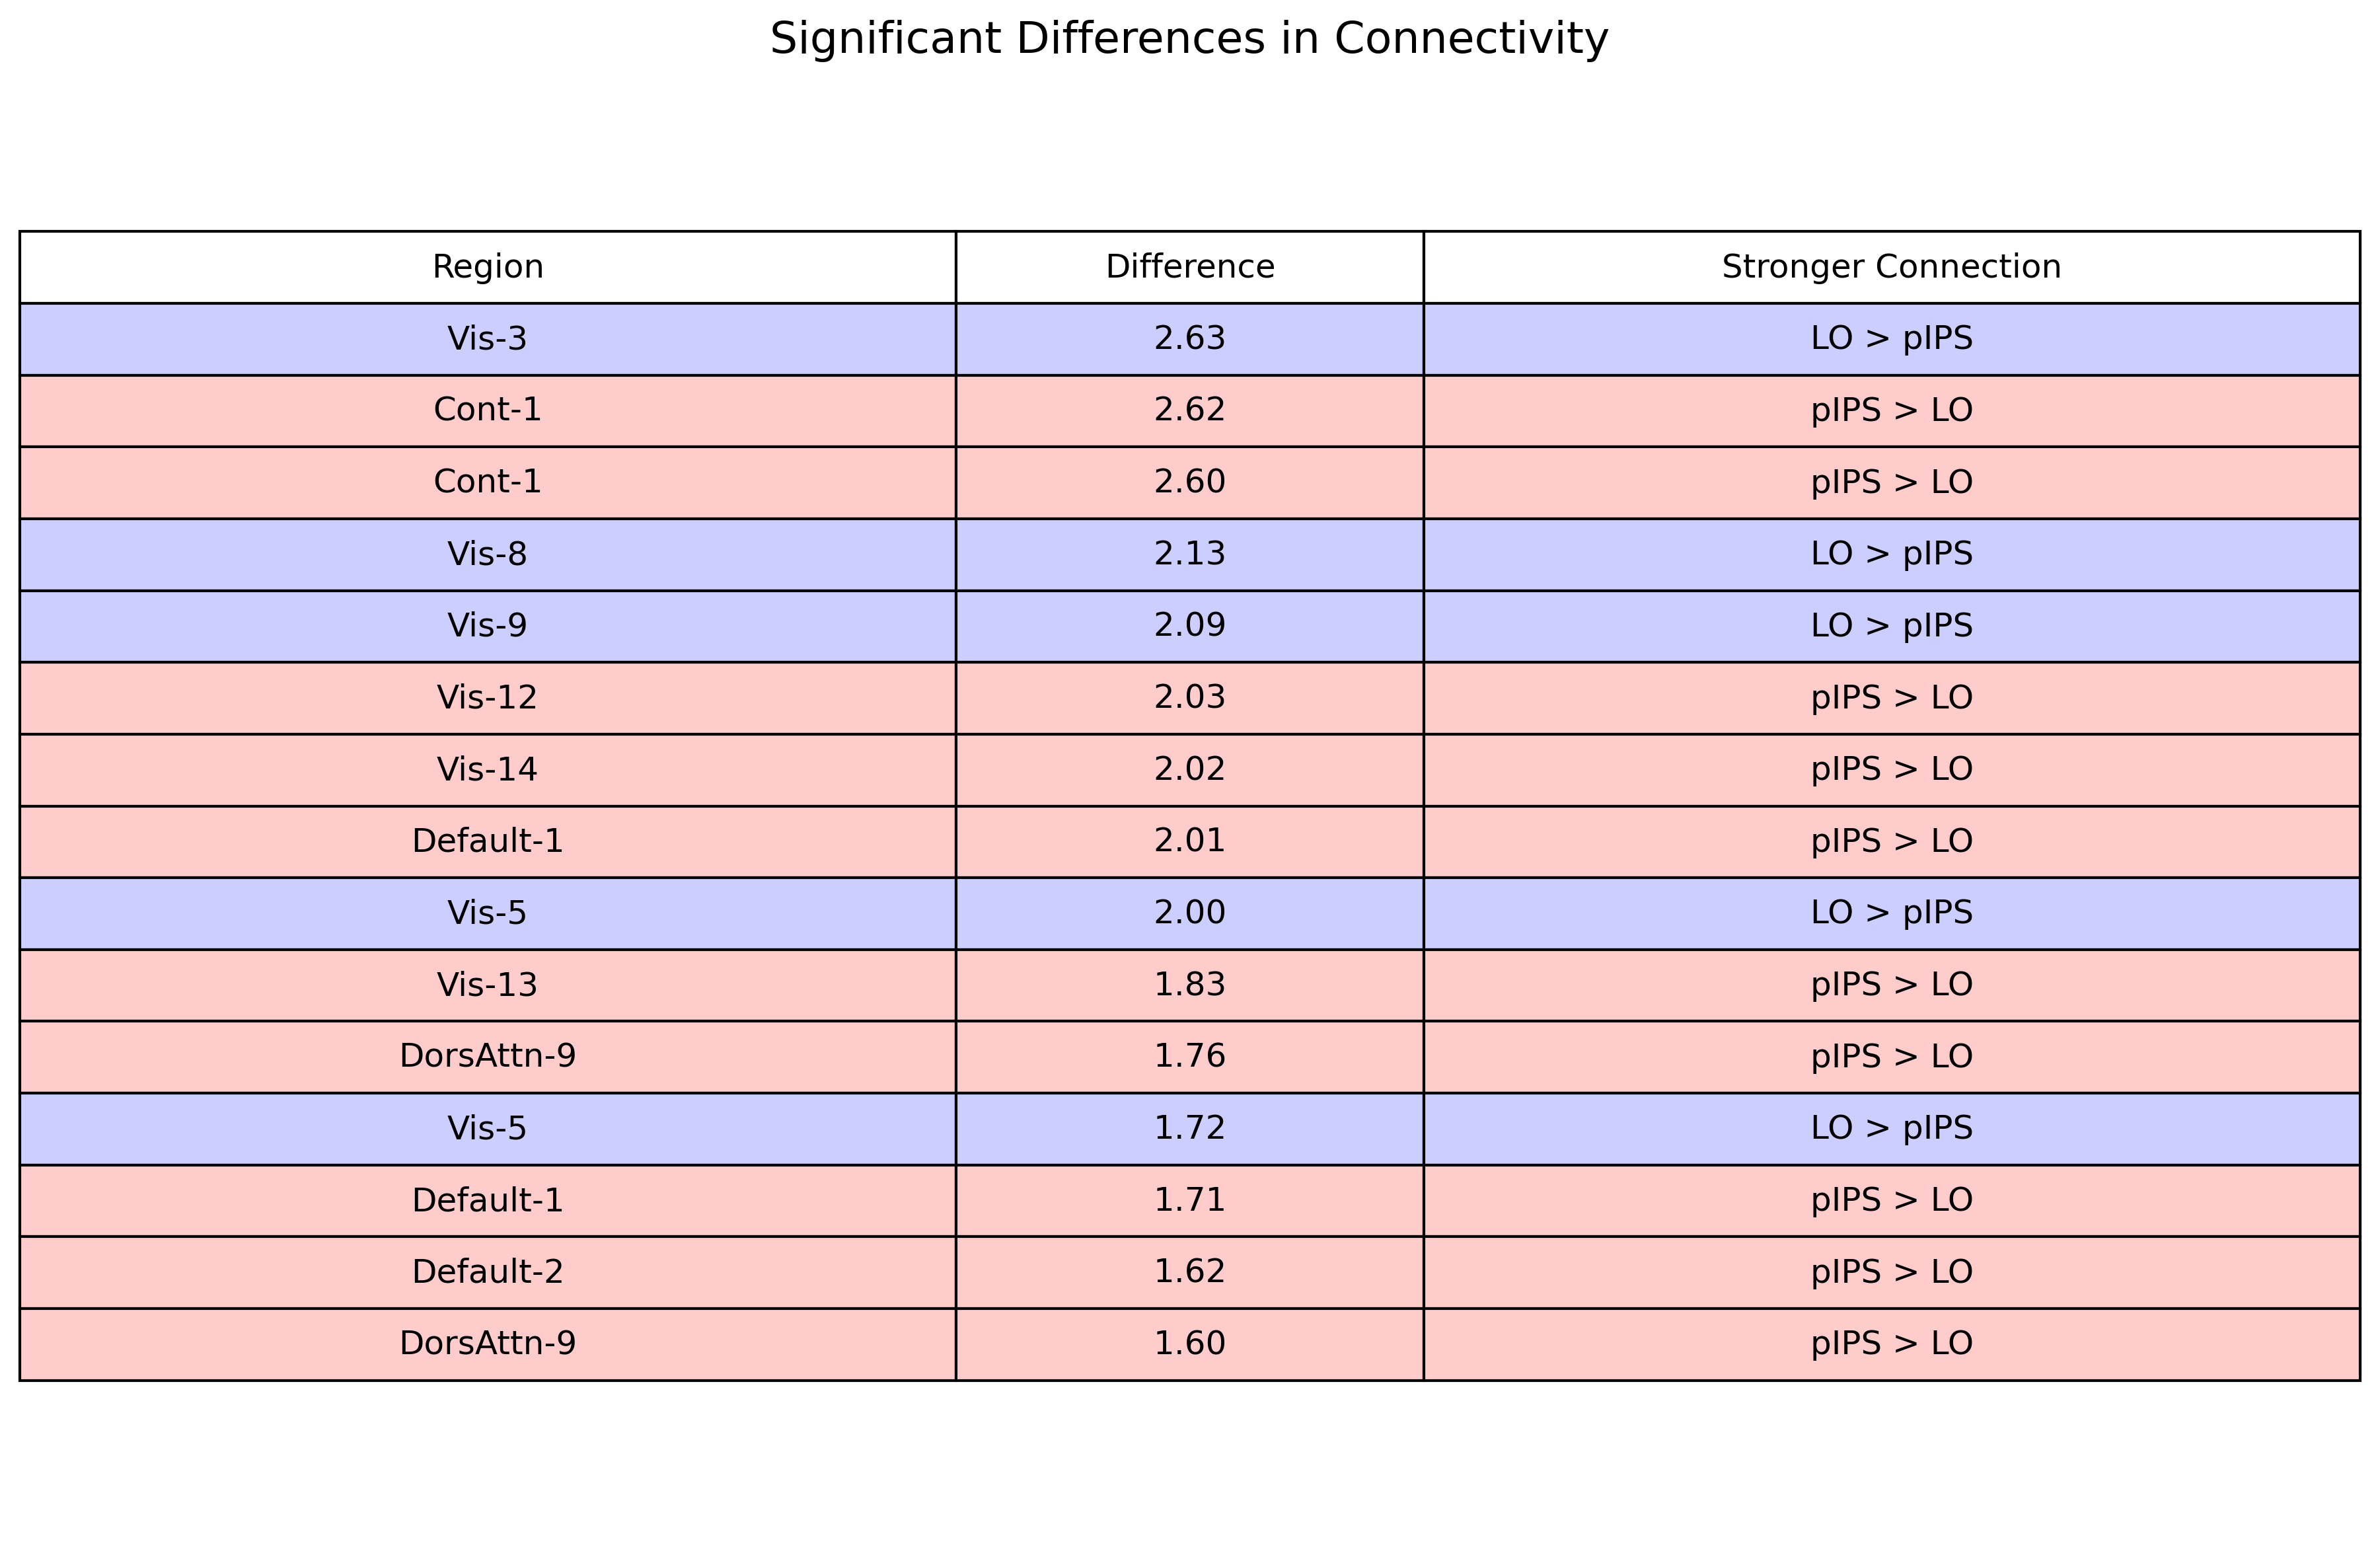 Significant Differences in Connectivity
Region Difference Stronger Connection
Vis-3 2.63 LO > pIPS
Cont-1 2.62 pIPS > LO
Cont-1 2.60 pIPS > LO
Vis-8 2.13 LO > pIPS
Vis-9 2.09 LO > pIPS
Vis-12 2.03 pIPS > LO
Vis-14 2.02 pIPS > LO
Default-1 2.01 pIPS > LO
Vis-5 2.00 LO > pIPS
Vis-13 1.83 pIPS > LO
DorsAttn-9 1.76 pIPS > LO
Vis-5 1.72 LO > pIPS
Default-1 1.71 pIPS > LO
Default-2 1.62 pIPS > LO
DorsAttn-9 1.60 pIPS > LO